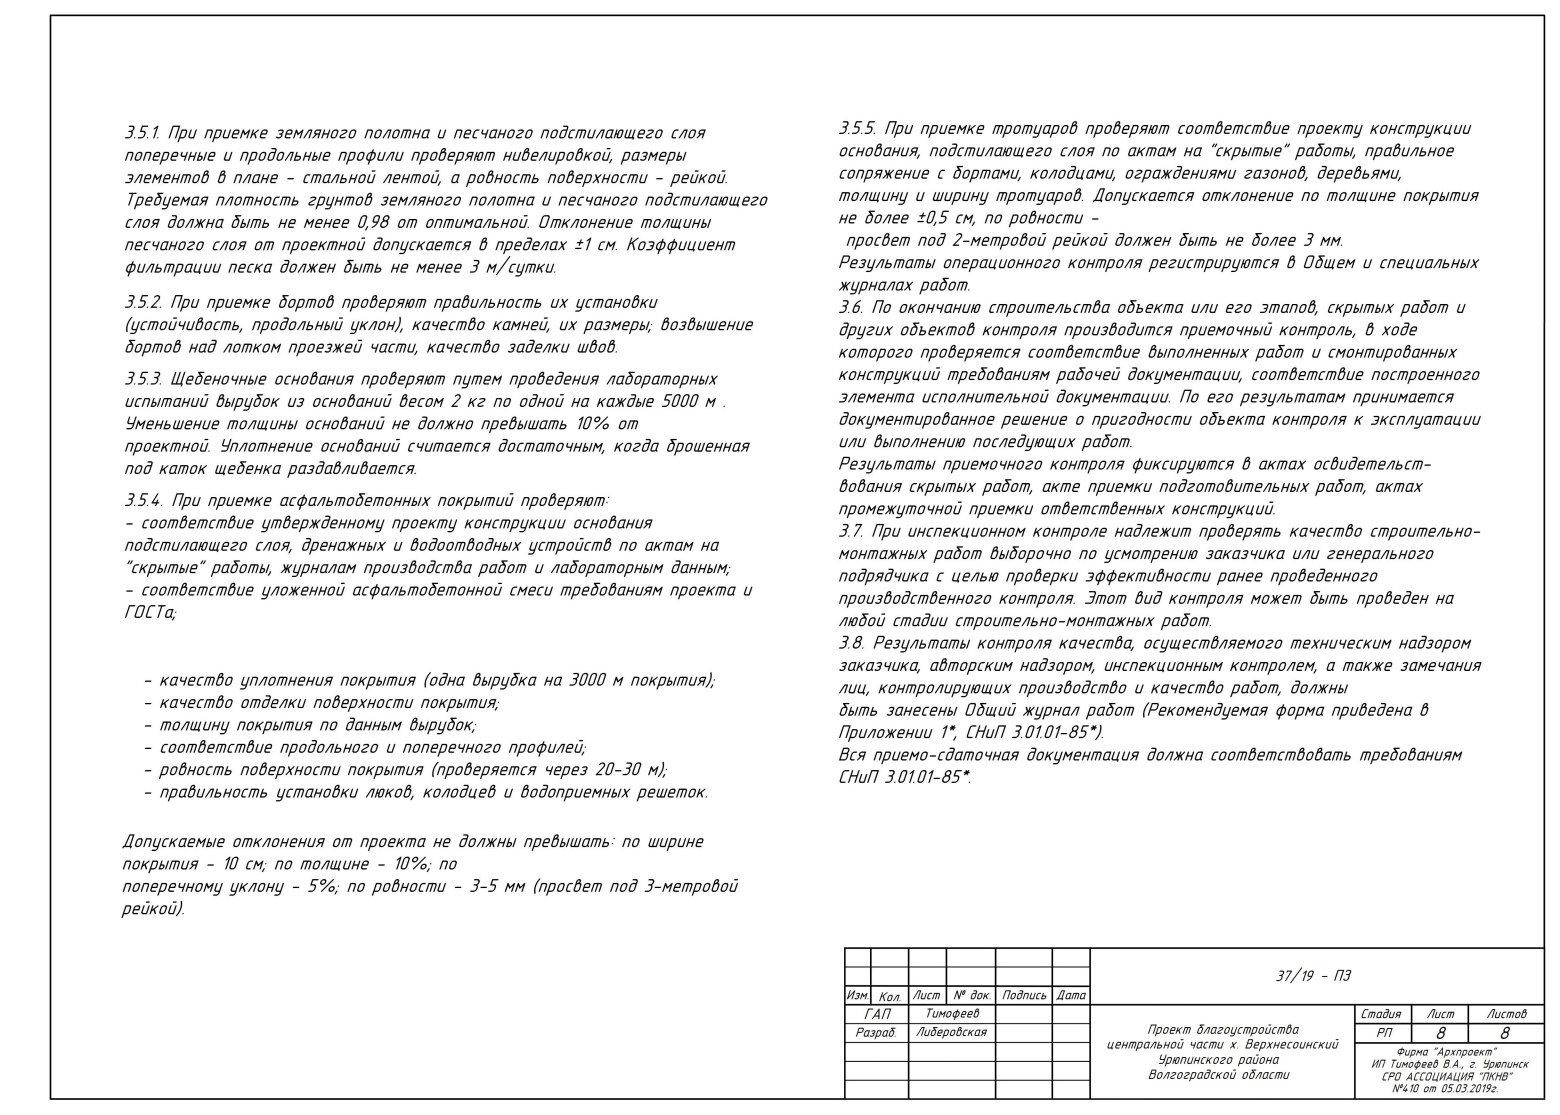 3.5.1. При приемке земляного полотна и песчаного подстилающего слоя
поперечные и продольные профили проверяют нивелировкой, размеры
элементов в плане – стальной лентой, а ровность поверхности – рейкой.
Требуемая плотность грунтов земляного полотна и песчаного подстилающего
слоя должна быть не менее 0,98 от оптимальной. Отклонение толщины
песчаного слоя от проектной допускается в пределах ±1 см. Коэффициент
фильтрации песка должен быть не менее 3 м/сутки.
3.5.2. При приемке бортов проверяют правильность их установки
(устойчивость, продольный уклон), качество камней, их размеры; возвышение
бортов над лотком проезжей части, качество заделки швов.
3.5.3. Щебеночные основания проверяют путем проведения лабораторных
испытаний вырубок из оснований весом 2 кг по одной на каждые 5000 м .
Уменьшение толщины оснований не должно превышать 10% от
проектной. Уплотнение оснований считается достаточным, когда брошенная
под каток щебенка раздавливается.
3.5.4. При приемке асфальтобетонных покрытий проверяют:
– соответствие утвержденному проекту конструкции основания
подстилающего слоя, дренажных и водоотводных устройств по актам на
"скрытые" работы, журналам производства работ и лабораторным данным;
– соответствие уложенной асфальтобетонной смеси требованиям проекта и
ГОСТа;
– качество уплотнения покрытия (одна вырубка на 3000 м покрытия);
– качество отделки поверхности покрытия;
– толщину покрытия по данным вырубок;
– соответствие продольного и поперечного профилей;
– ровность поверхности покрытия (проверяется через 20–30 м);
– правильность установки люков, колодцев и водоприемных решеток.
Допускаемые отклонения от проекта не должны превышать: по ширине
покрытия – 10 см; по толщине – 10%; по
поперечному уклону – 5%; по ровности – 3–5 мм (просвет под 3-метровой
рейкой).
3.5.5. При приемке тротуаров проверяют соответствие проекту конструкции
основания, подстилающего слоя по актам на "скрытые" работы, правильное
сопряжение с бортами, колодцами, ограждениями газонов, деревьями,
толщину и ширину тротуаров. Допускается отклонение по толщине покрытия
не более ±0,5 см, по ровности –
просвет под 2-метровой рейкой должен быть не более 3 мм.
Результаты операционного контроля регистрируются в Общем и специальных
журналах работ.
3.6. По окончанию строительства объекта или его этапов, скрытых работ и
других объектов контроля производится приемочный контроль, в ходе
которого проверяется соответствие выполненных работ и смонтированных
конструкций требованиям рабочей документации, соответствие построенного
элемента исполнительной документации. По его результатам принимается
документированное решение о пригодности объекта контроля к эксплуатации
или выполнению последующих работ.
Результаты приемочного контроля фиксируются в актах освидетельст-
вования скрытых работ, акте приемки подготовительных работ, актах
промежуточной приемки ответственных конструкций.
3.7. При инспекционном контроле надлежит проверять качество строительно-
монтажных работ выборочно по усмотрению заказчика или генерального
подрядчика с целью проверки эффективности ранее проведенного
производственного контроля. Этот вид контроля может быть проведен на
любой стадии строительно-монтажных работ.
3.8. Результаты контроля качества, осуществляемого техническим надзором
заказчика, авторским надзором, инспекционным контролем, а также замечания
лиц, контролирующих производство и качество работ, должны
быть занесены Общий журнал работ (Рекомендуемая форма приведена в
Приложении 1*, СНиП 3.01.01-85*).
Вся приемо-сдаточная документация должна соответствовать требованиям
СНиП 3.01.01-85*.
37/19 - ПЗ
Изм. Кол. Лист № док. Подпись Дата
ГАП Тимофеев
Разраб. Либеровская
Проект благоустройства
центральной части х. Верхнесоинский
Урюпинского района
Волгоградской области
Стадия Лист Листов
РП 8 8
Фирма "Архпроект"
ИП Тимофеев В.А., г. Урюпинск
СРО АССОЦИАЦИЯ "ПКНВ"
№410 от 05.03.2019г.